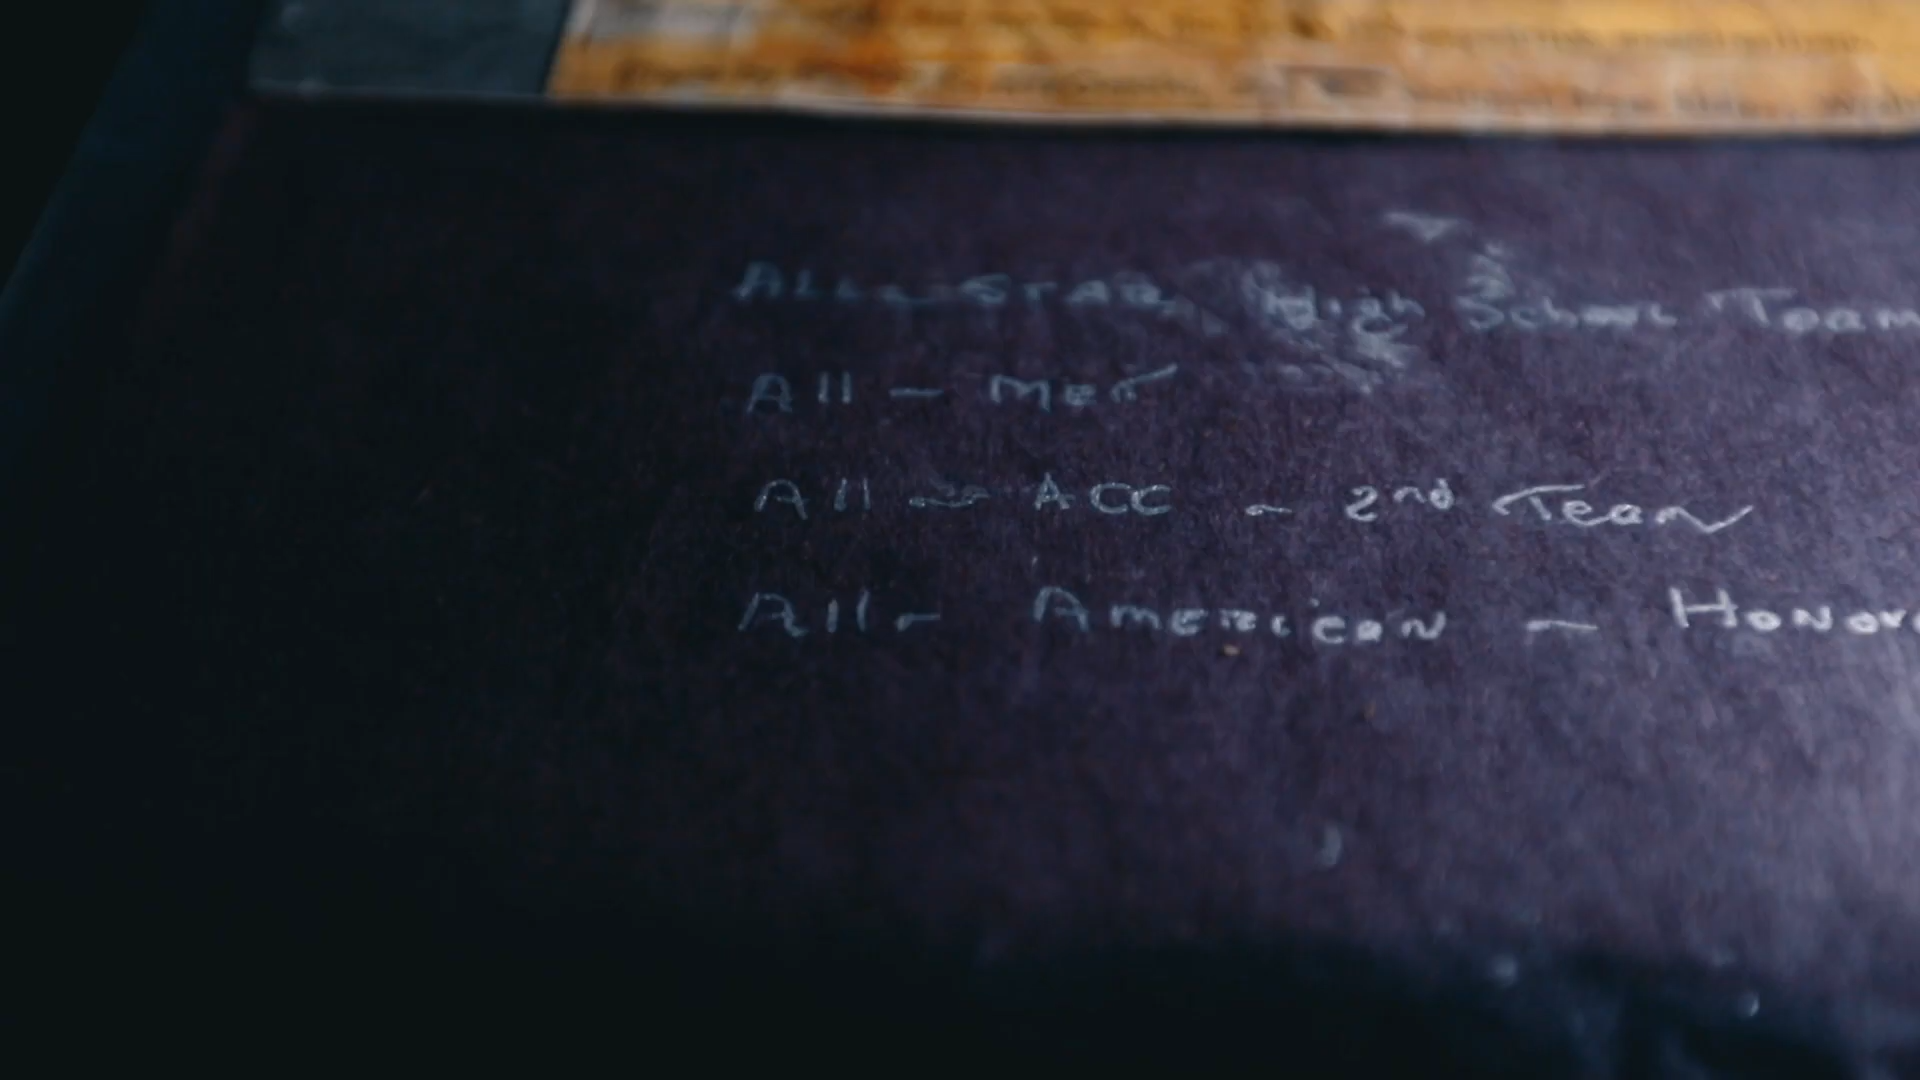 ALL-STAR High School Team
All - Met
All - ACC - 2nd Team
All- American - Honor